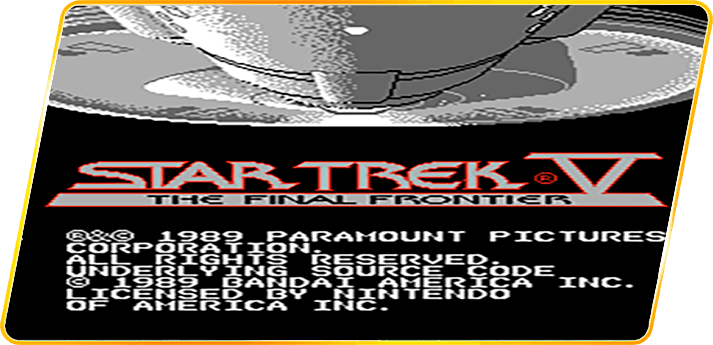 STAR TREK® V
THE FINAL FRONTIER
®&© 1989 PARAMOUNT PICTURES
CORPORATION.
ALL RIGHTS RESERVED.
UNDERLYING SOURCE CODE
© 1989 BANDAI AMERICA INC.
LICENSED BY NINTENDO
OF AMERICA INC.